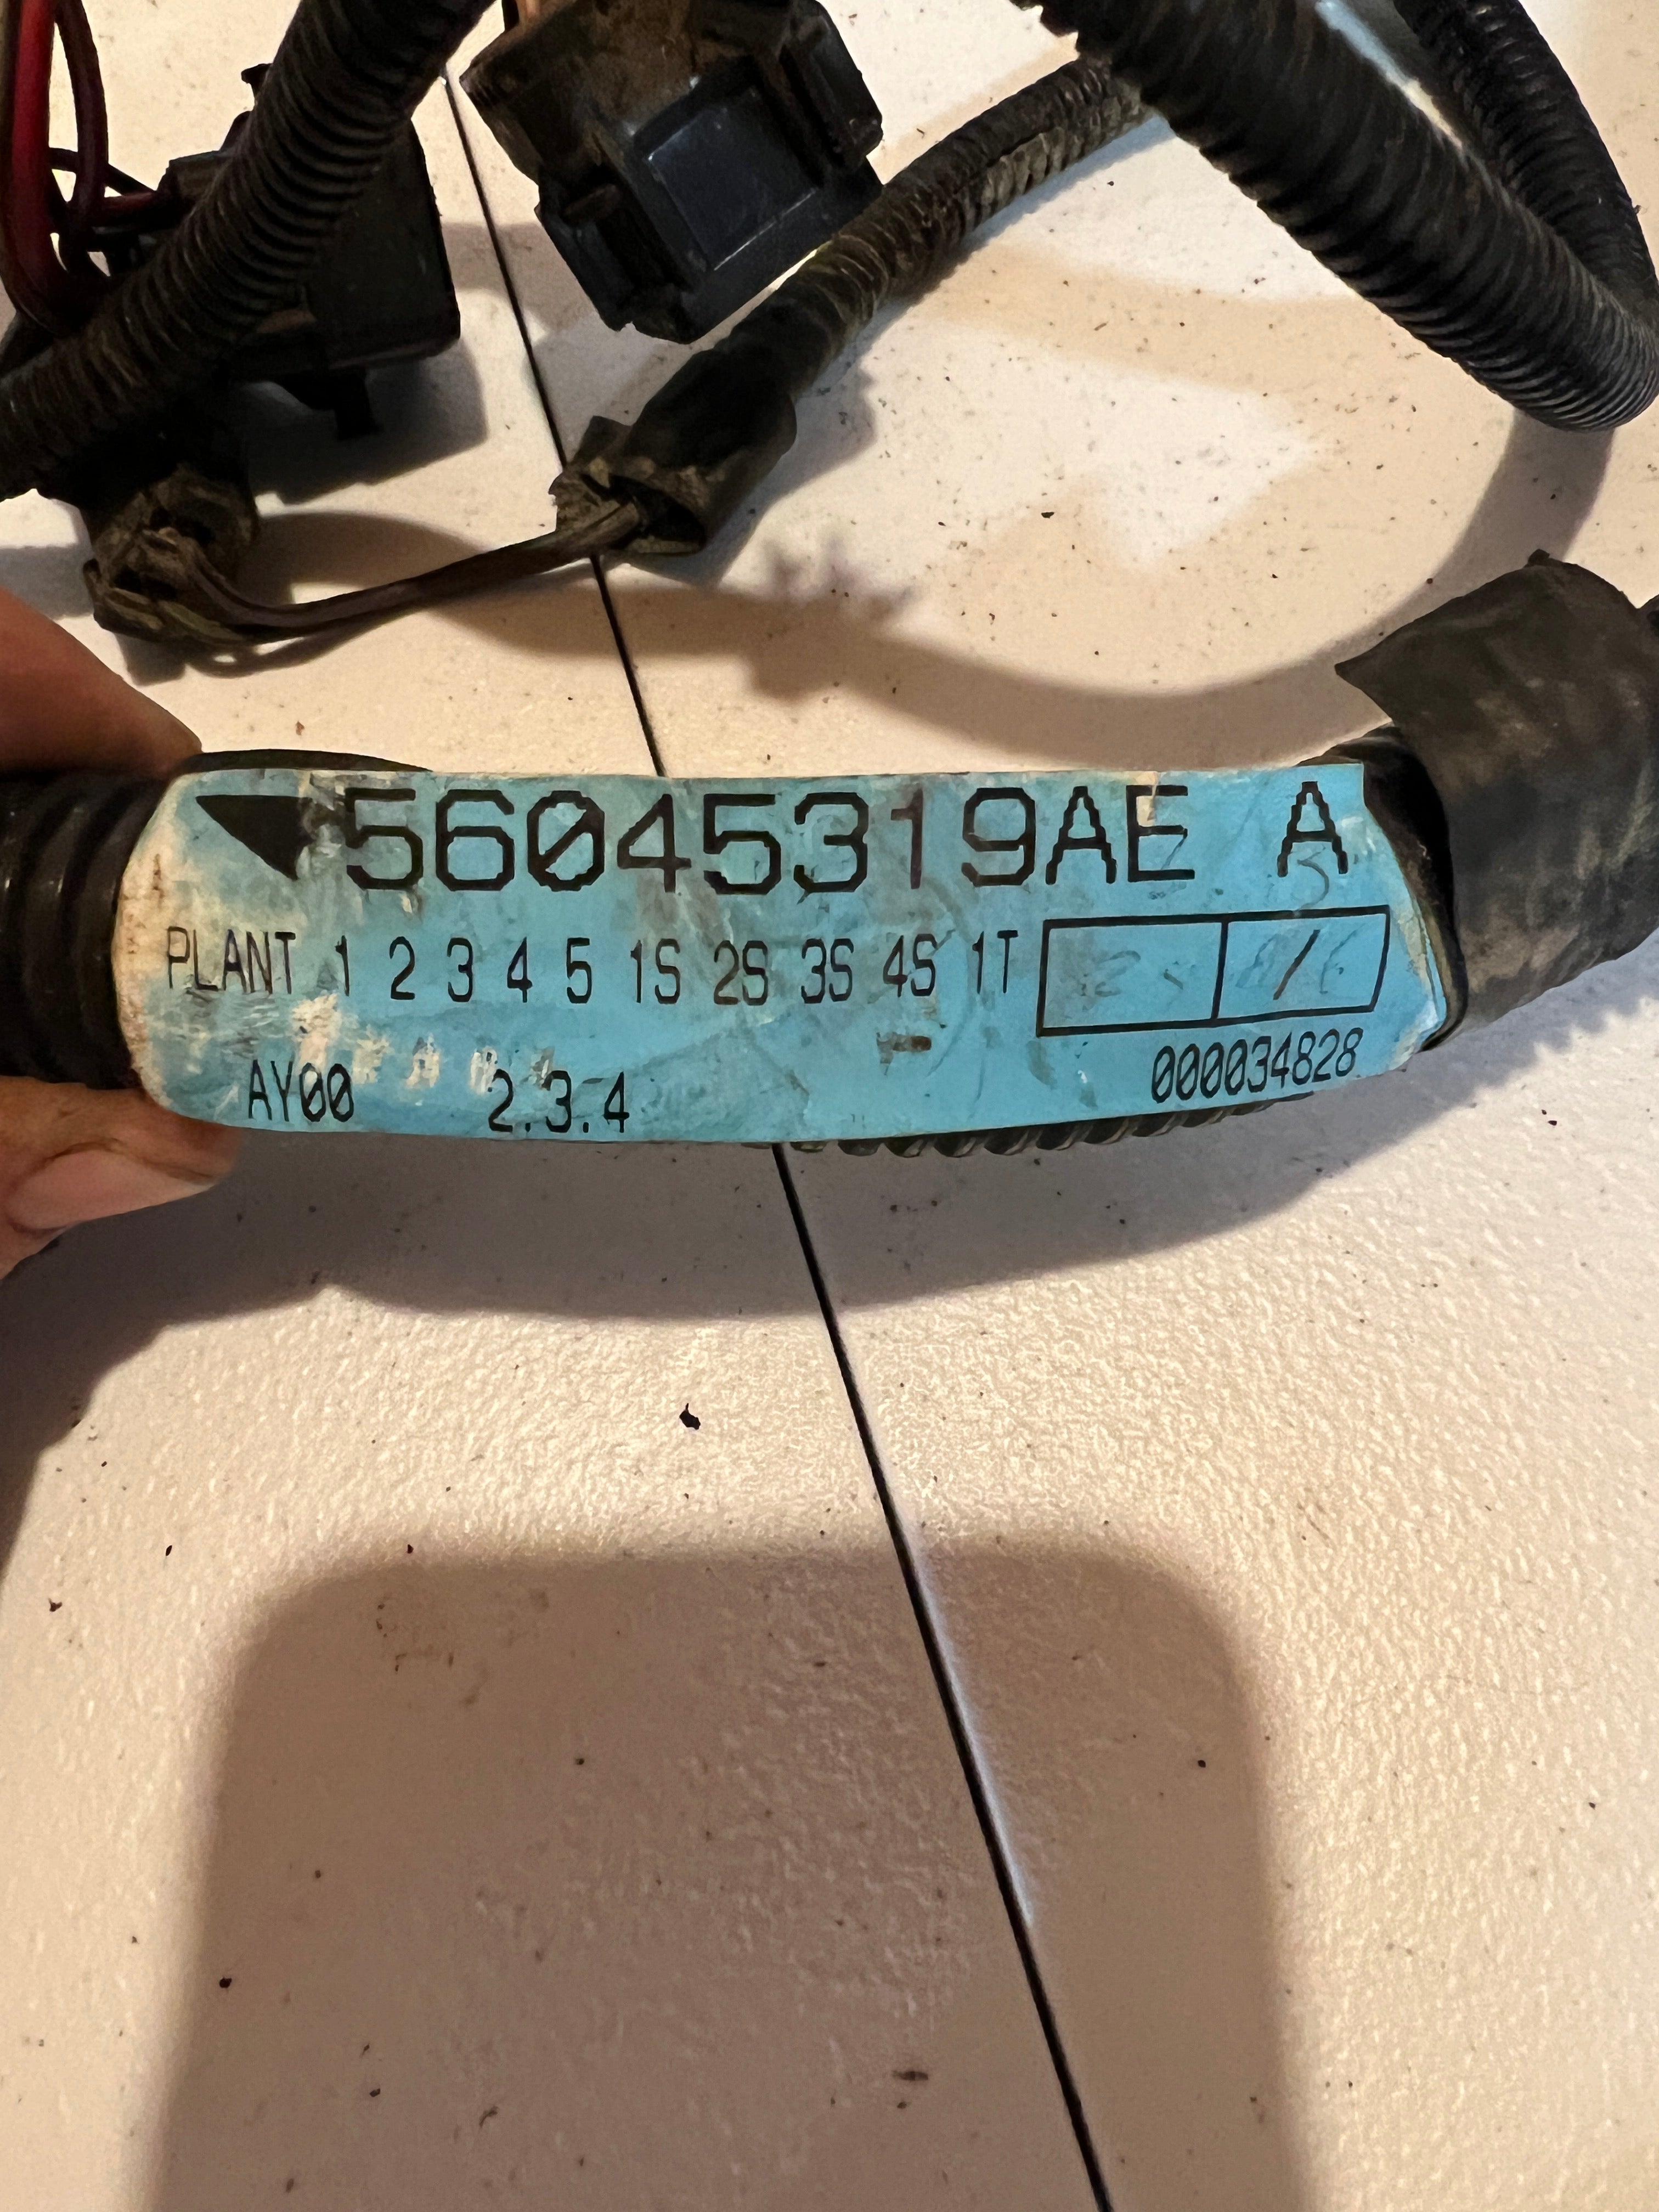 56045319AE A
PLANT 1 2 3 4 5 1S 2S 3S 4S 1T
AY00 2.3.4 000034828